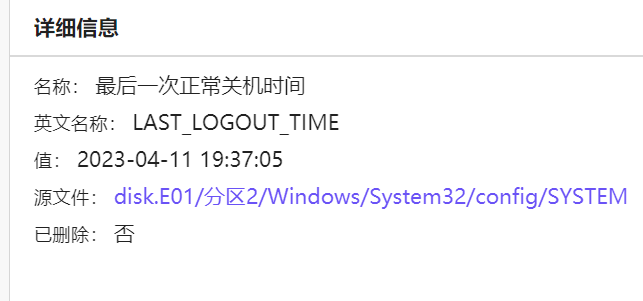 详细信息
名称： 最后一次正常关机时间
英文名称： LAST_LOGOUT_TIME
值： 2023-04-11 19:37:05
源文件： disk.E01/分区2/Windows/System32/config/SYSTEM
已删除： 否